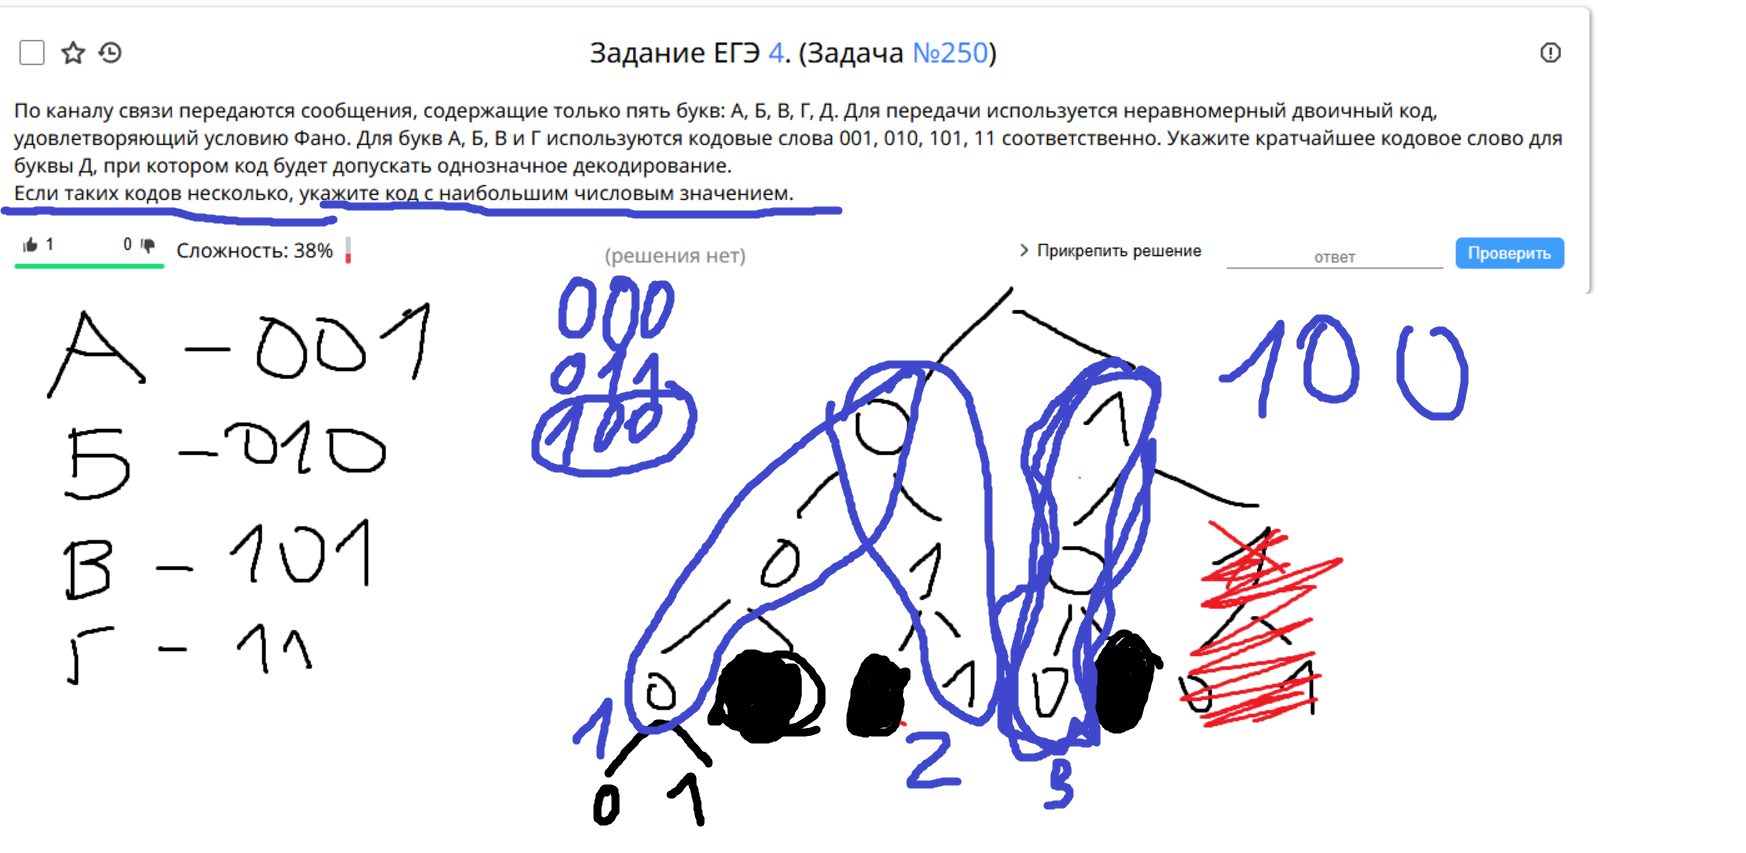 Задание ЕГЭ 4. (Задача №250)
По каналу связи передаются сообщения, содержащие только пять букв: А, Б, В, Г, Д. Для передачи используется неравномерный двоичный код,
удовлетворяющий условию Фано. Для букв А, Б, В и Г используются кодовые слова 001, 010, 101, 11 соответственно. Укажите кратчайшее кодовое слово для
буквы Д, при котором код будет допускать однозначное декодирование.
Если таких кодов несколько, укажите код с наибольшим числовым значением.
1 0 Сложность: 38% (решения нет) Прикрепить решение ответ Проверить
А - 001
Б - 010
В - 101
Г - 11
000
011
100
100
0 1
0 1 0 1
0 1 0 0 1
1 2 3
0 1